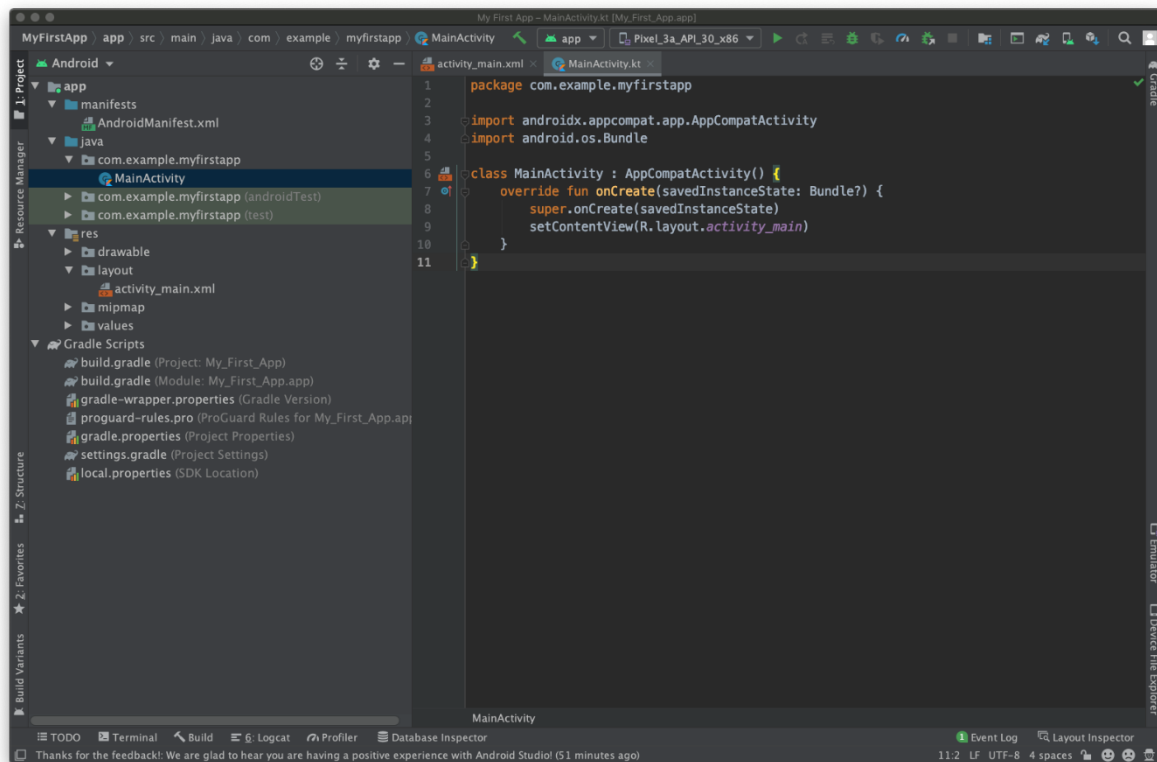 My First App – MainActivity.kt [My_First_App.app]
MyFirstApp app src main java com example myfirstapp MainActivity app Pixel_3a_API_30_x86
1: Project
Resource Manager
Z: Structure
2: Favorites
Build Variants
Android
app
manifests
AndroidManifest.xml
java
com.example.myfirstapp
MainActivity
com.example.myfirstapp (androidTest)
com.example.myfirstapp (test)
res
drawable
layout
activity_main.xml
mipmap
values
Gradle Scripts
build.gradle (Project: My_First_App)
build.gradle (Module: My_First_App.app)
gradle-wrapper.properties (Gradle Version)
proguard-rules.pro (ProGuard Rules for My_First_App.app
gradle.properties (Project Properties)
settings.gradle (Project Settings)
local.properties (SDK Location)
activity_main.xml MainActivity.kt
1 package com.example.myfirstapp
2
3 import androidx.appcompat.app.AppCompatActivity
4 import android.os.Bundle
5
6 class MainActivity : AppCompatActivity() {
7 override fun onCreate(savedInstanceState: Bundle?) {
8 super.onCreate(savedInstanceState)
9 setContentView(R.layout.activity_main)
10 }
11 }
MainActivity
Gradle
Emulator
Device File Explorer
TODO Terminal Build 6: Logcat Profiler Database Inspector 1 Event Log Layout Inspector
Thanks for the feedback!: We are glad to hear you are having a positive experience with Android Studio! (51 minutes ago) 11:2 LF UTF-8 4 spaces